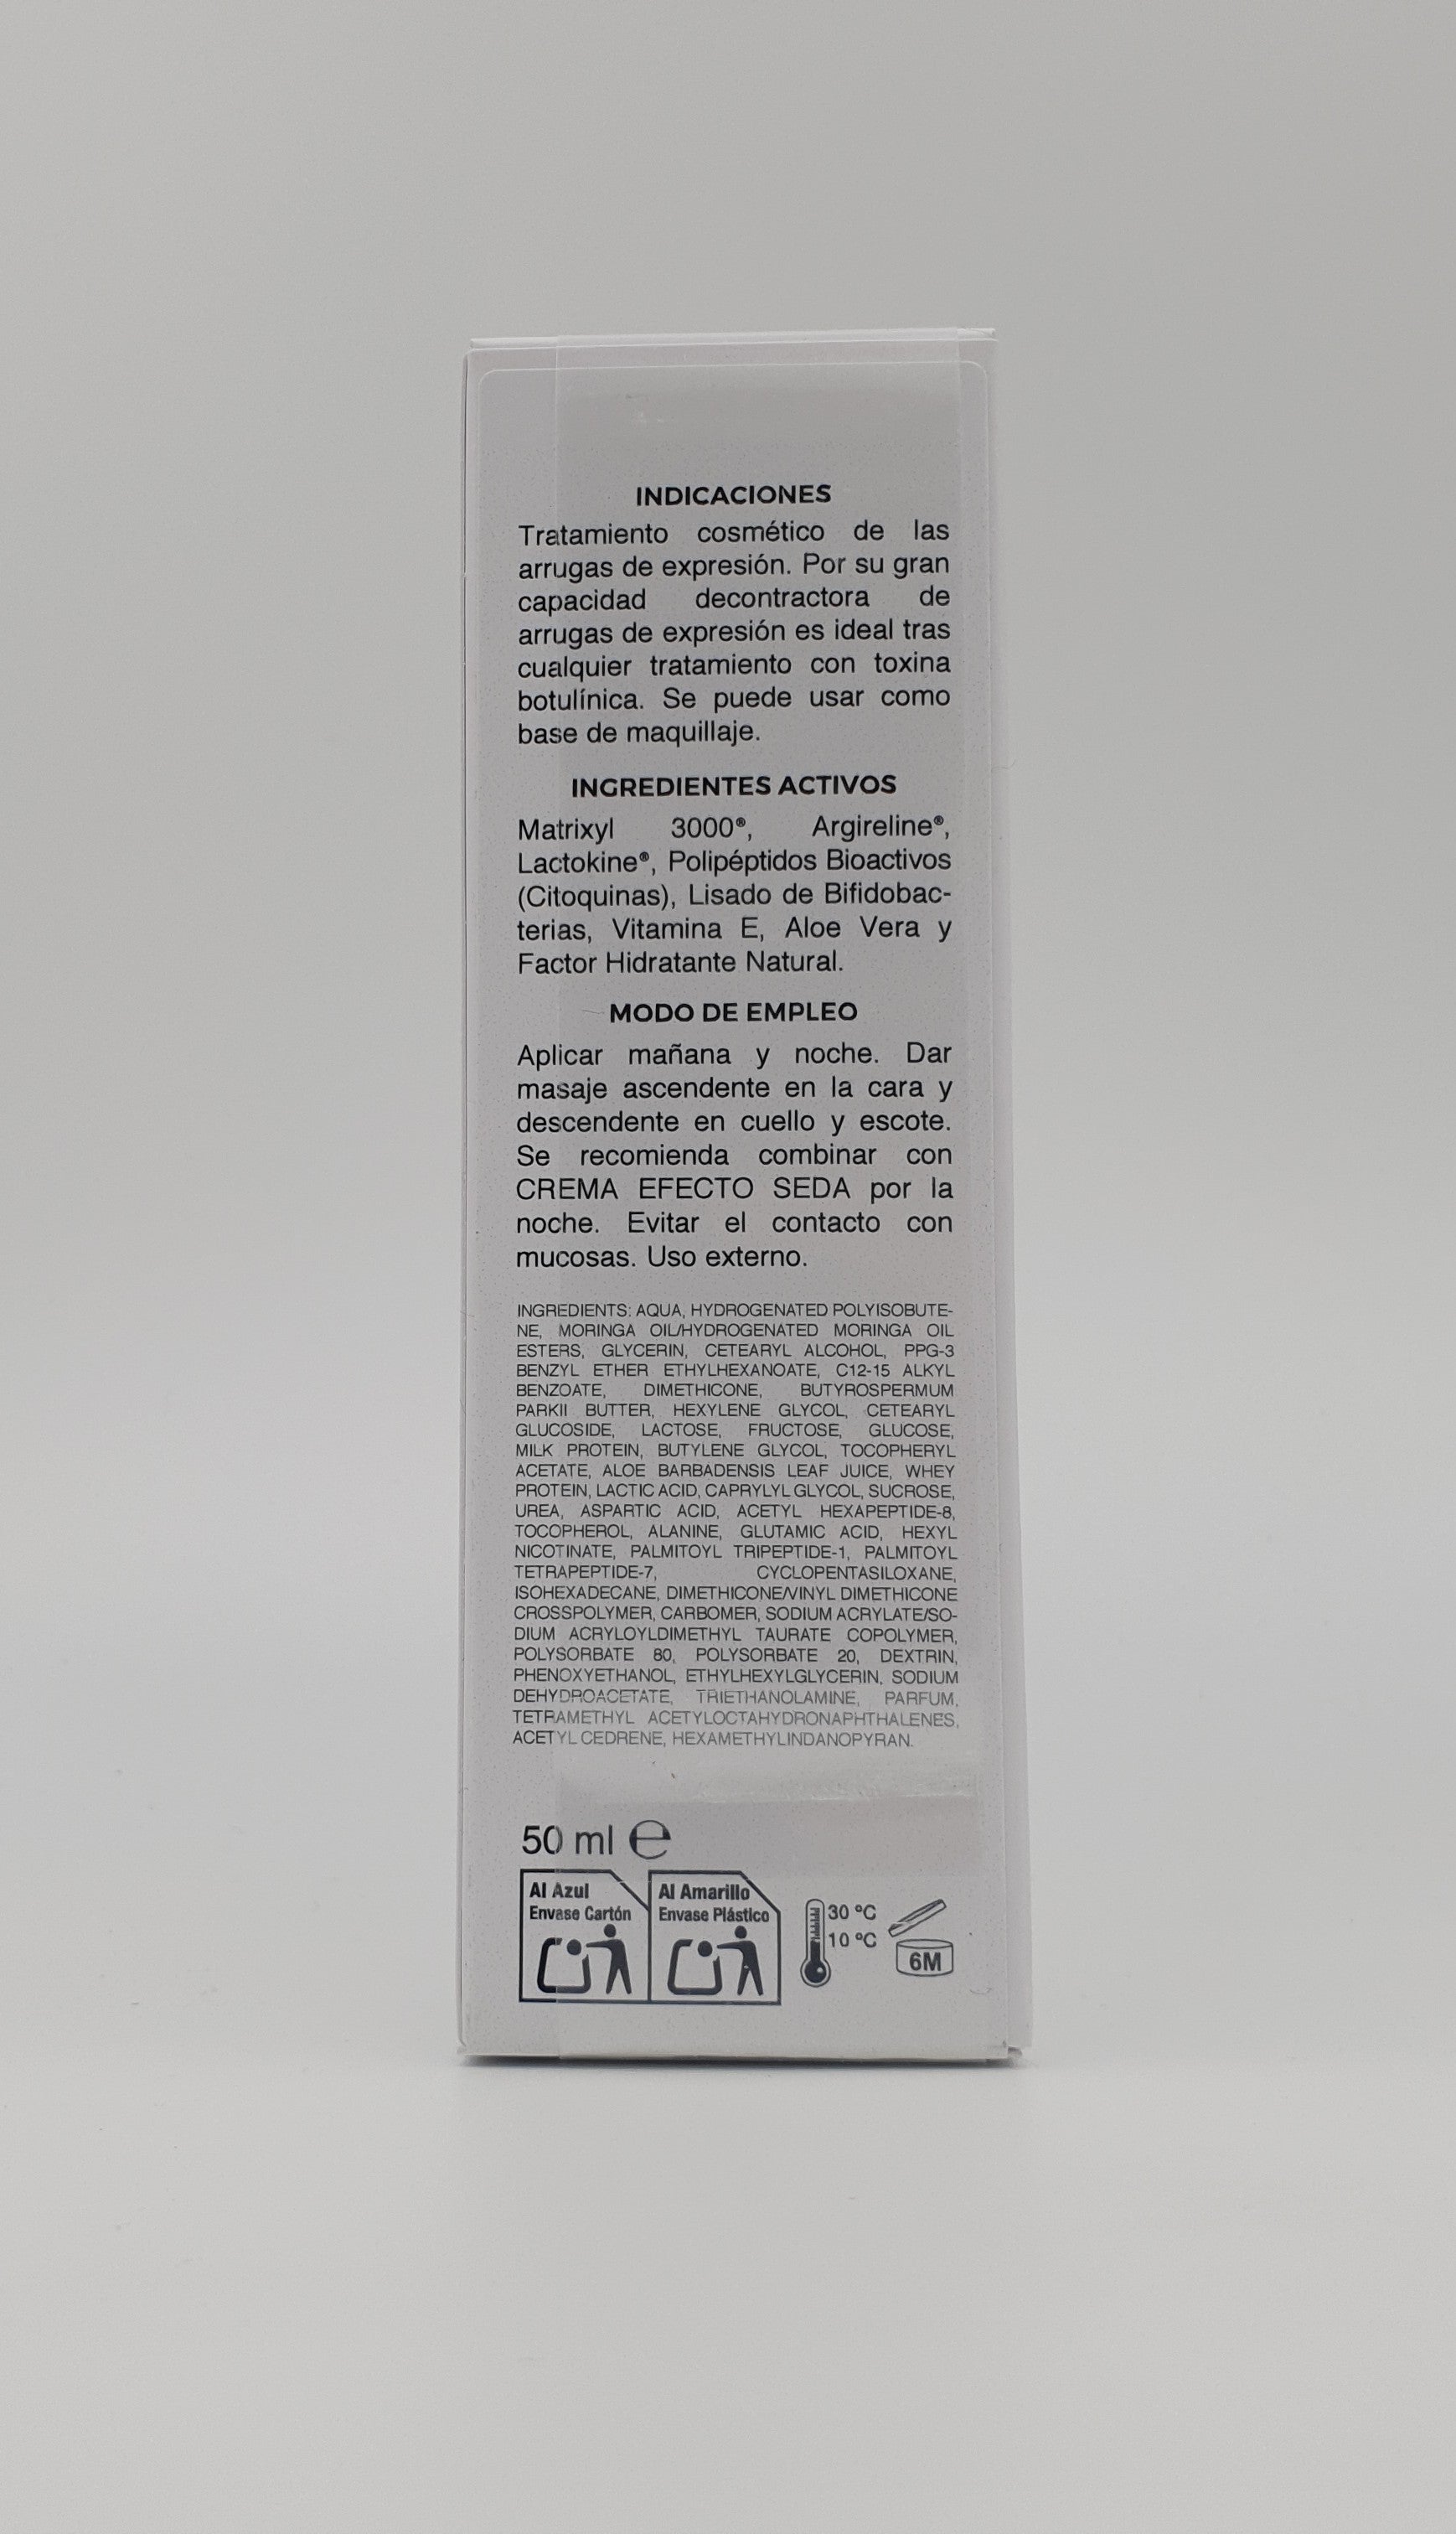 INDICACIONES
Tratamiento cosmético de las
arrugas de expresión. Por su gran
capacidad decontractora de
arrugas de expresión es ideal tras
cualquier tratamiento con toxina
botulínica. Se puede usar como
base de maquillaje.
INGREDIENTES ACTIVOS
Matrixyl 3000®, Argireline®,
Lactokine®, Polipéptidos Bioactivos
(Citoquinas), Lisado de Bifidobac-
terias, Vitamina E, Aloe Vera y
Factor Hidratante Natural.
MODO DE EMPLEO
Aplicar mañana y noche. Dar
masaje ascendente en la cara y
descendente en cuello y escote.
Se recomienda combinar con
CREMA EFECTO SEDA por la
noche. Evitar el contacto con
mucosas. Uso externo.
INGREDIENTS: AQUA, HYDROGENATED POLYISOBUTE-
NE, MORINGA OIL/HYDROGENATED MORINGA OIL
ESTERS, GLYCERIN, CETEARYL ALCOHOL, PPG-3
BENZYL ETHER ETHYLHEXANOATE, C12-15 ALKYL
BENZOATE, DIMETHICONE, BUTYROSPERMUM
PARKII BUTTER, HEXYLENE GLYCOL, CETEARYL
GLUCOSIDE, LACTOSE, FRUCTOSE, GLUCOSE,
MILK PROTEIN, BUTYLENE GLYCOL, TOCOPHERYL
ACETATE, ALOE BARBADENSIS LEAF JUICE, WHEY
PROTEIN, LACTIC ACID, CAPRYLYL GLYCOL, SUCROSE,
UREA, ASPARTIC ACID, ACETYL HEXAPEPTIDE-8,
TOCOPHEROL, ALANINE, GLUTAMIC ACID, HEXYL
NICOTINATE, PALMITOYL TRIPEPTIDE-1, PALMITOYL
TETRAPEPTIDE-7, CYCLOPENTASILOXANE,
ISOHEXADECANE, DIMETHICONE/VINYL DIMETHICONE
CROSSPOLYMER, CARBOMER, SODIUM ACRYLATE/SO-
DIUM ACRYLOYLDIMETHYL TAURATE COPOLYMER,
POLYSORBATE 80, POLYSORBATE 20, DEXTRIN,
PHENOXYETHANOL, ETHYLHEXYLGLYCERIN, SODIUM
DEHYDROACETATE, TRIETHANOLAMINE, PARFUM,
TETRAMETHYL ACETYLOCTAHYDRONAPHTHALENES,
ACETYL CEDRENE, HEXAMETHYLINDANOPYRAN.
50 ml ℮
Al Azul
Envase Cartón
Al Amarillo
Envase Plástico
30 ºC
10 ºC
6M